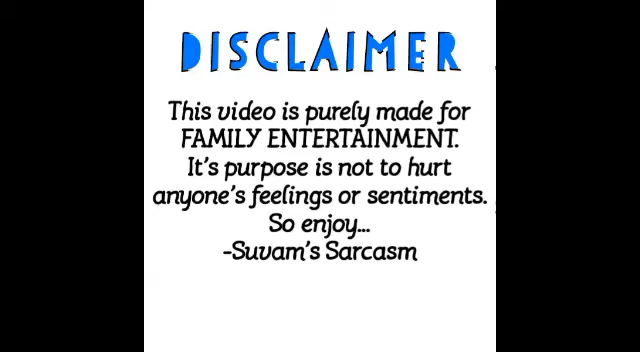 DISCLAIMER
This video is purely made for
FAMILY ENTERTAINMENT.
It's purpose is not to hurt
anyone's feelings or sentiments.
So enjoy...
-Suvam's Sarcasm